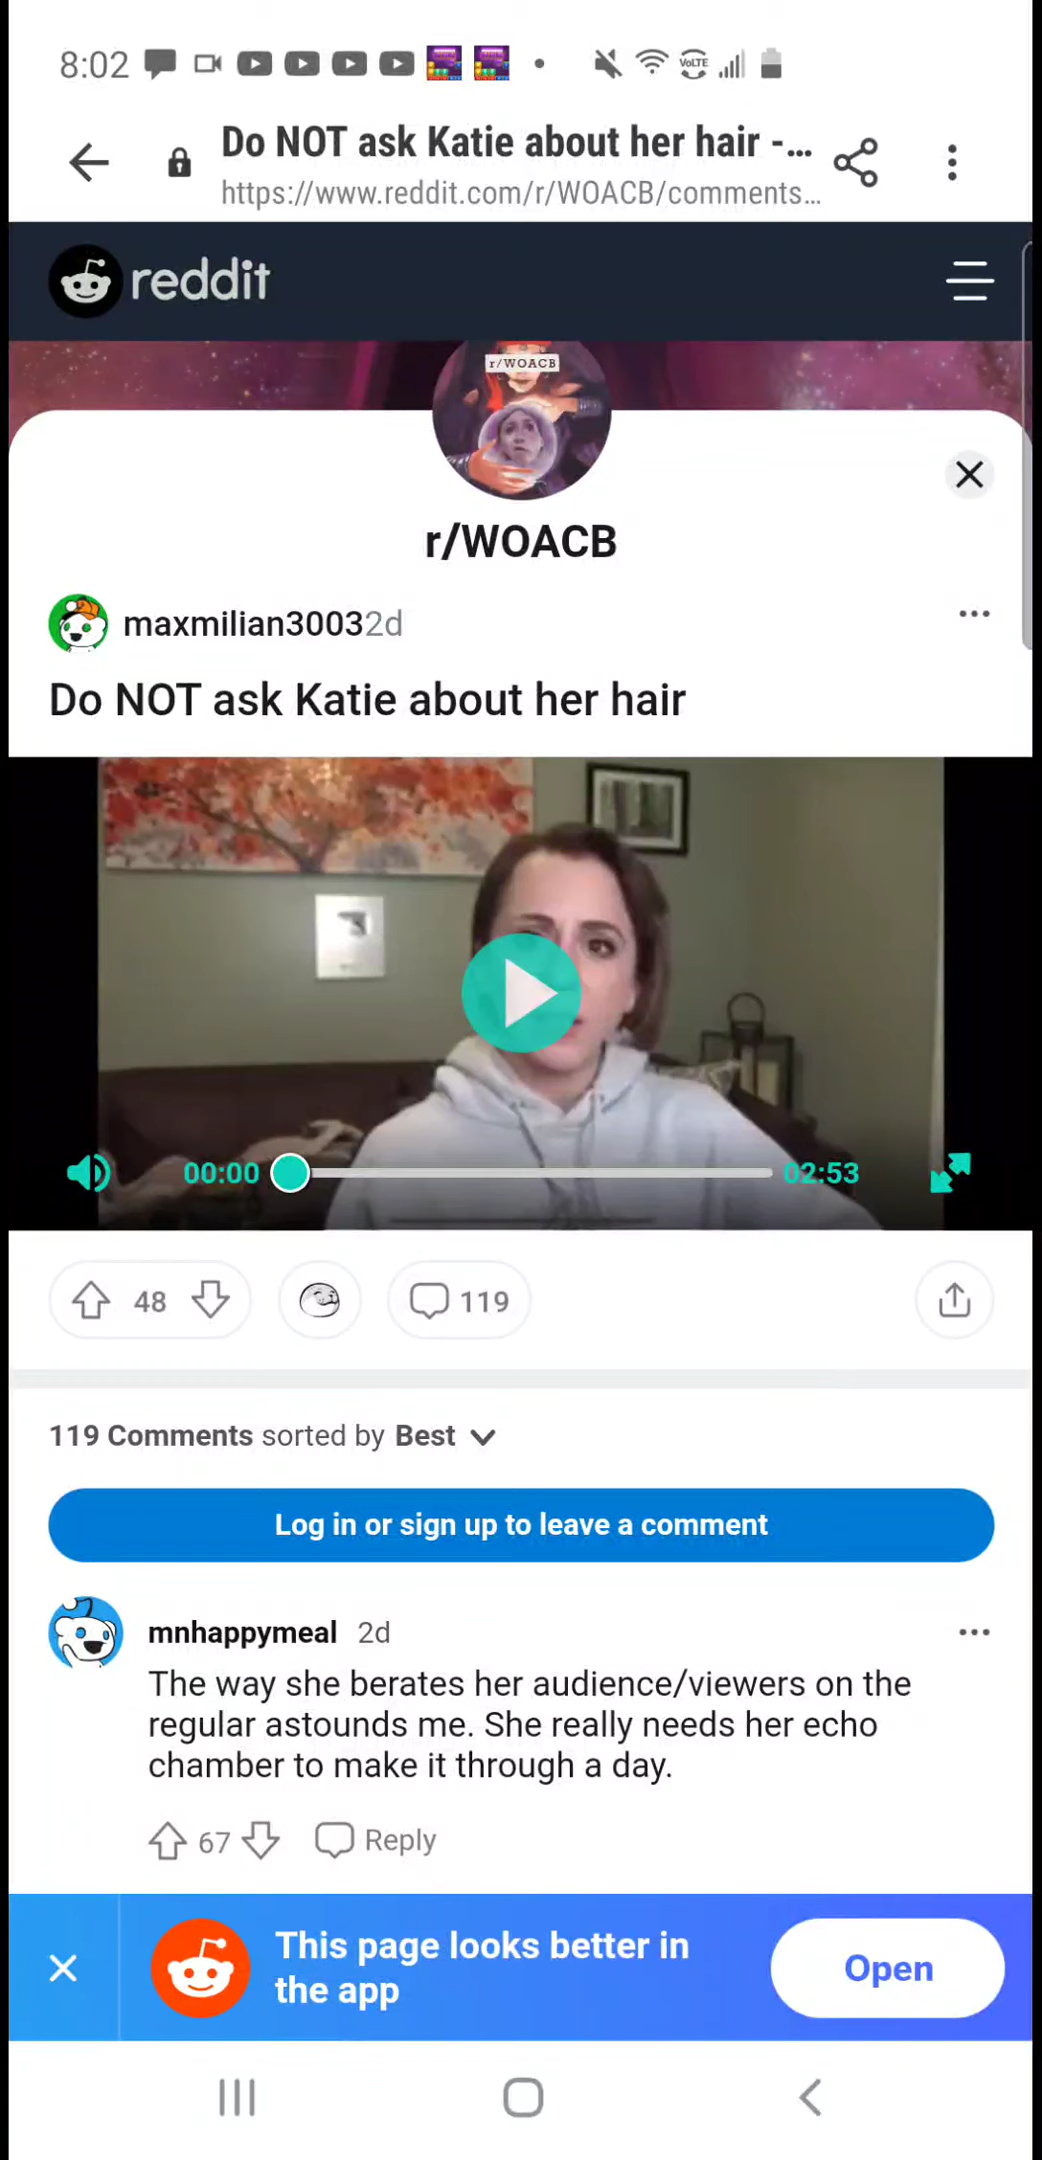 8:02
VoLTE
Do NOT ask Katie about her hair -...
https://www.reddit.com/r/WOACB/comments...
reddit
r/WOACB
r/WOACB
maxmilian3003 2d
Do NOT ask Katie about her hair
00:00
02:53
48
119
119 Comments sorted by Best
Log in or sign up to leave a comment
mnhappymeal 2d
The way she berates her audience/viewers on the
regular astounds me. She really needs her echo
chamber to make it through a day.
67 Reply
This page looks better in
the app
Open